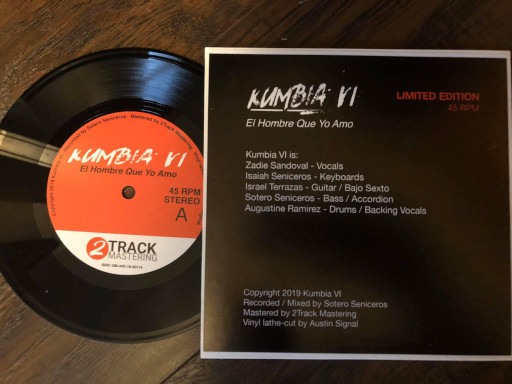 KUMBIA VI
El Hombre Que Yo Amo
45 RPM
STEREO
A
2TRACK
MASTERING
KUMBIA VI
LIMITED EDITION
45 RPM
El Hombre Que Yo Amo
Kumbia VI is:
Zadie Sandoval - Vocals
Isaiah Seniceros - Keyboards
Israel Terrazas - Guitar / Bajo Sexto
Sotero Seniceros - Bass / Accordion
Augustine Ramirez - Drums / Backing Vocals
Copyright 2019 Kumbia VI
Recorded / Mixed by Sotero Seniceros
Mastered by 2Track Mastering
Vinyl lathe-cut by Austin Signal